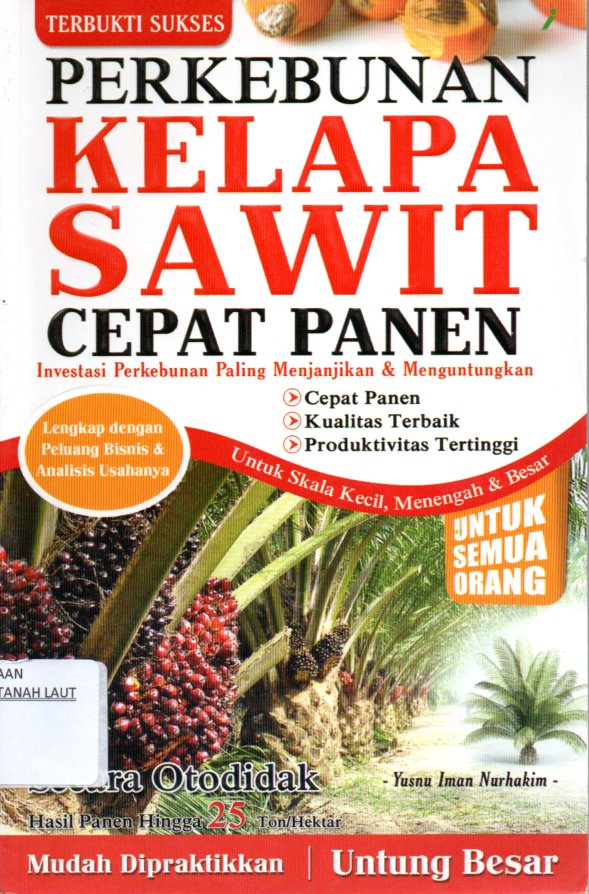 TERBUKTI SUKSES
PERKEBUNAN
KELAPA
SAWIT
CEPAT PANEN
Investasi Perkebunan Paling Menjanjikan & Menguntungkan
Cepat Panen
Kualitas Terbaik
Produktivitas Tertinggi
Lengkap dengan
Peluang Bisnis &
Analisis Usahanya
Untuk Skala Kecil, Menengah & Besar
UNTUK
SEMUA
ORANG
AAN
TANAH LAUT
Secara Otodidak
- Yusnu Iman Nurhakim -
Hasil Panen Hingga 25 Ton/Hektar
Mudah Dipraktikkan | Untung Besar